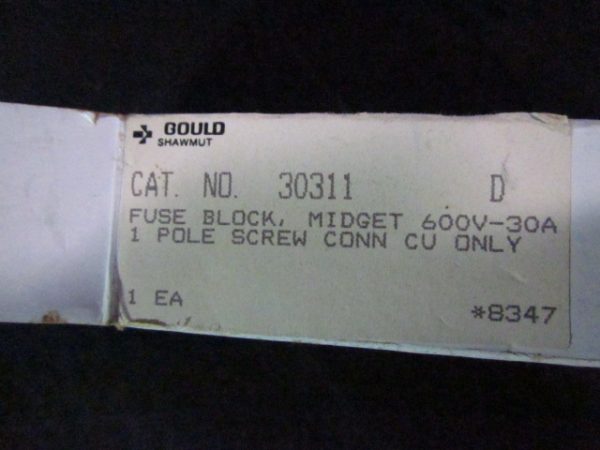 GOULD
SHAWMUT
CAT. NO. 30311 D
FUSE BLOCK, MIDGET 600V-30A
1 POLE SCREW CONN CU ONLY
1 EA
*8347